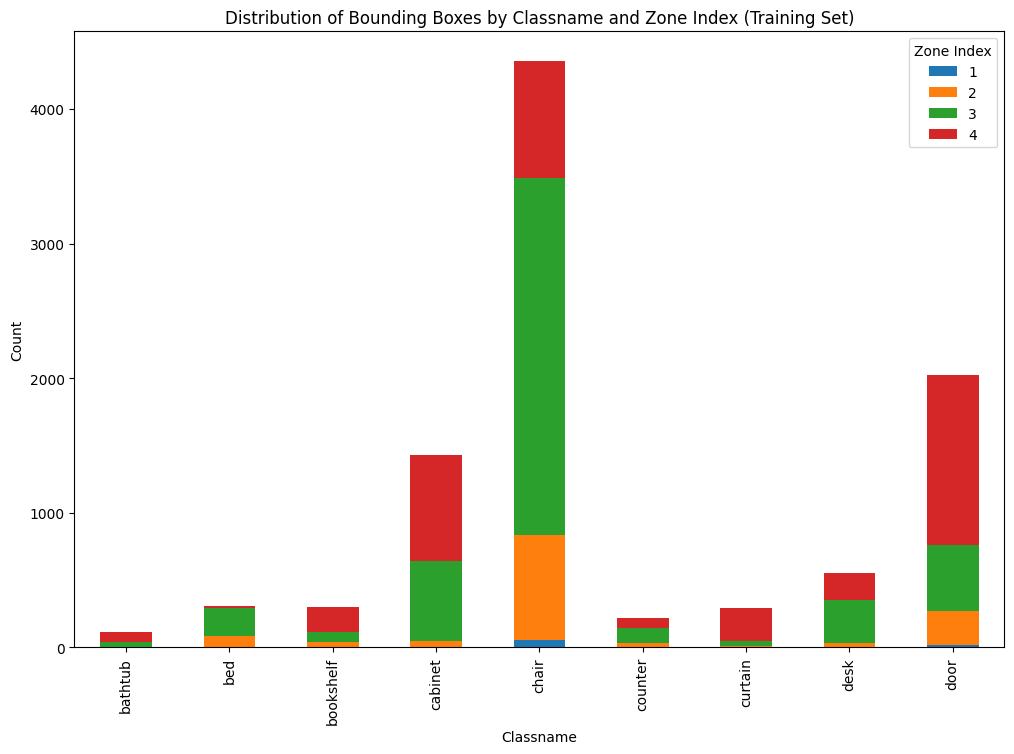 Distribution of Bounding Boxes by Classname and Zone Index (Training Set)
Zone Index
1
2
3
4
4000
3000
2000
1000
0
Count
bathtub
bed
bookshelf
cabinet
chair
counter
curtain
desk
door
Classname